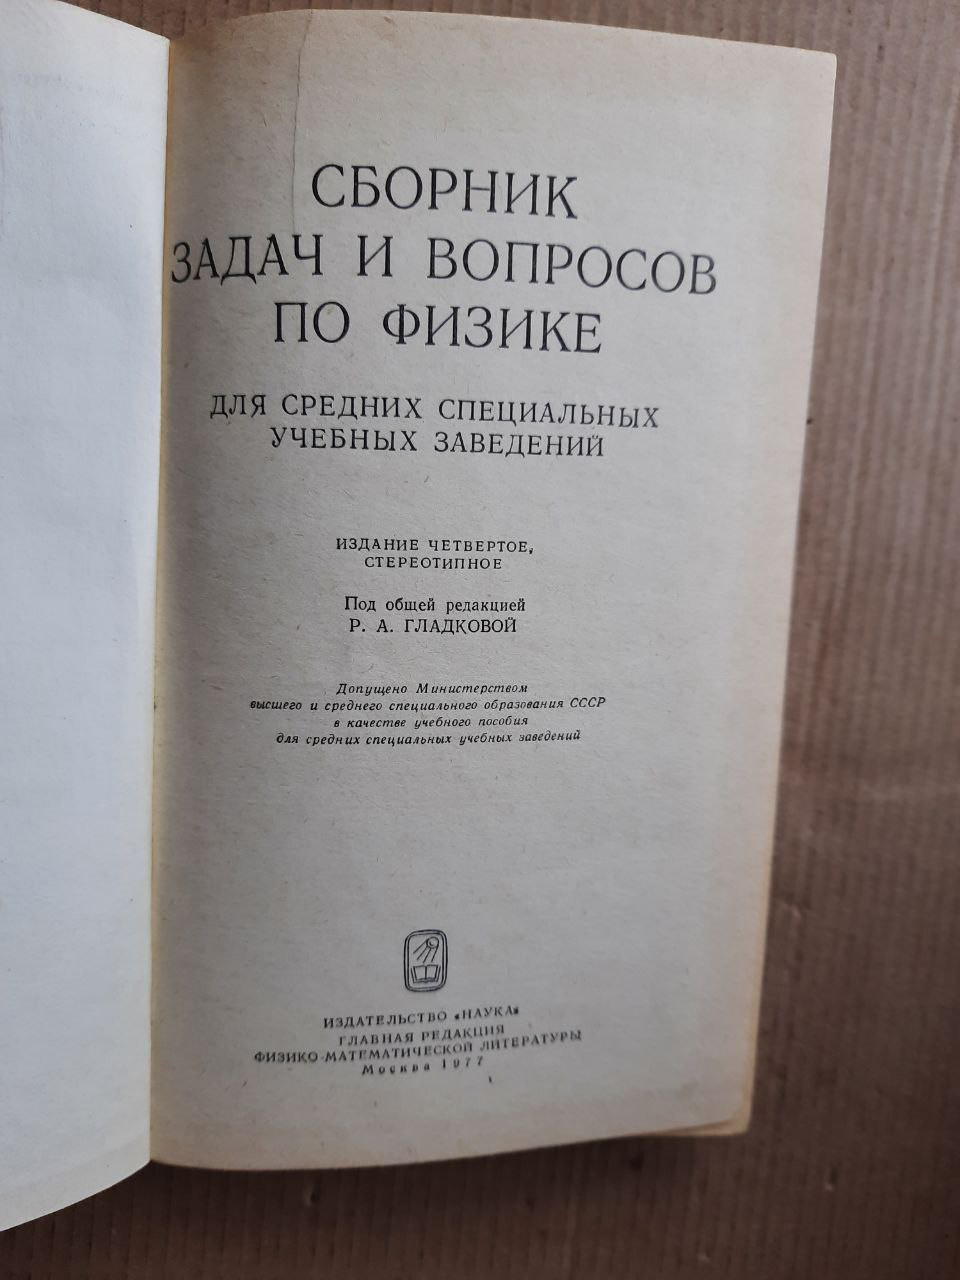 СБОРНИК
ЗАДАЧ И ВОПРОСОВ
ПО ФИЗИКЕ
ДЛЯ СРЕДНИХ СПЕЦИАЛЬНЫХ
УЧЕБНЫХ ЗАВЕДЕНИЙ
ИЗДАНИЕ ЧЕТВЕРТОЕ,
СТЕРЕОТИПНОЕ
Под общей редакцией
Р. А. ГЛАДКОВОЙ
Допущено Министерством
высшего и среднего специального образования СССР
в качестве учебного пособия
для средних специальных учебных заведений
ИЗДАТЕЛЬСТВО «НАУКА»
ГЛАВНАЯ РЕДАКЦИЯ
ФИЗИКО-МАТЕМАТИЧЕСКОЙ ЛИТЕРАТУРЫ
Москва 1977